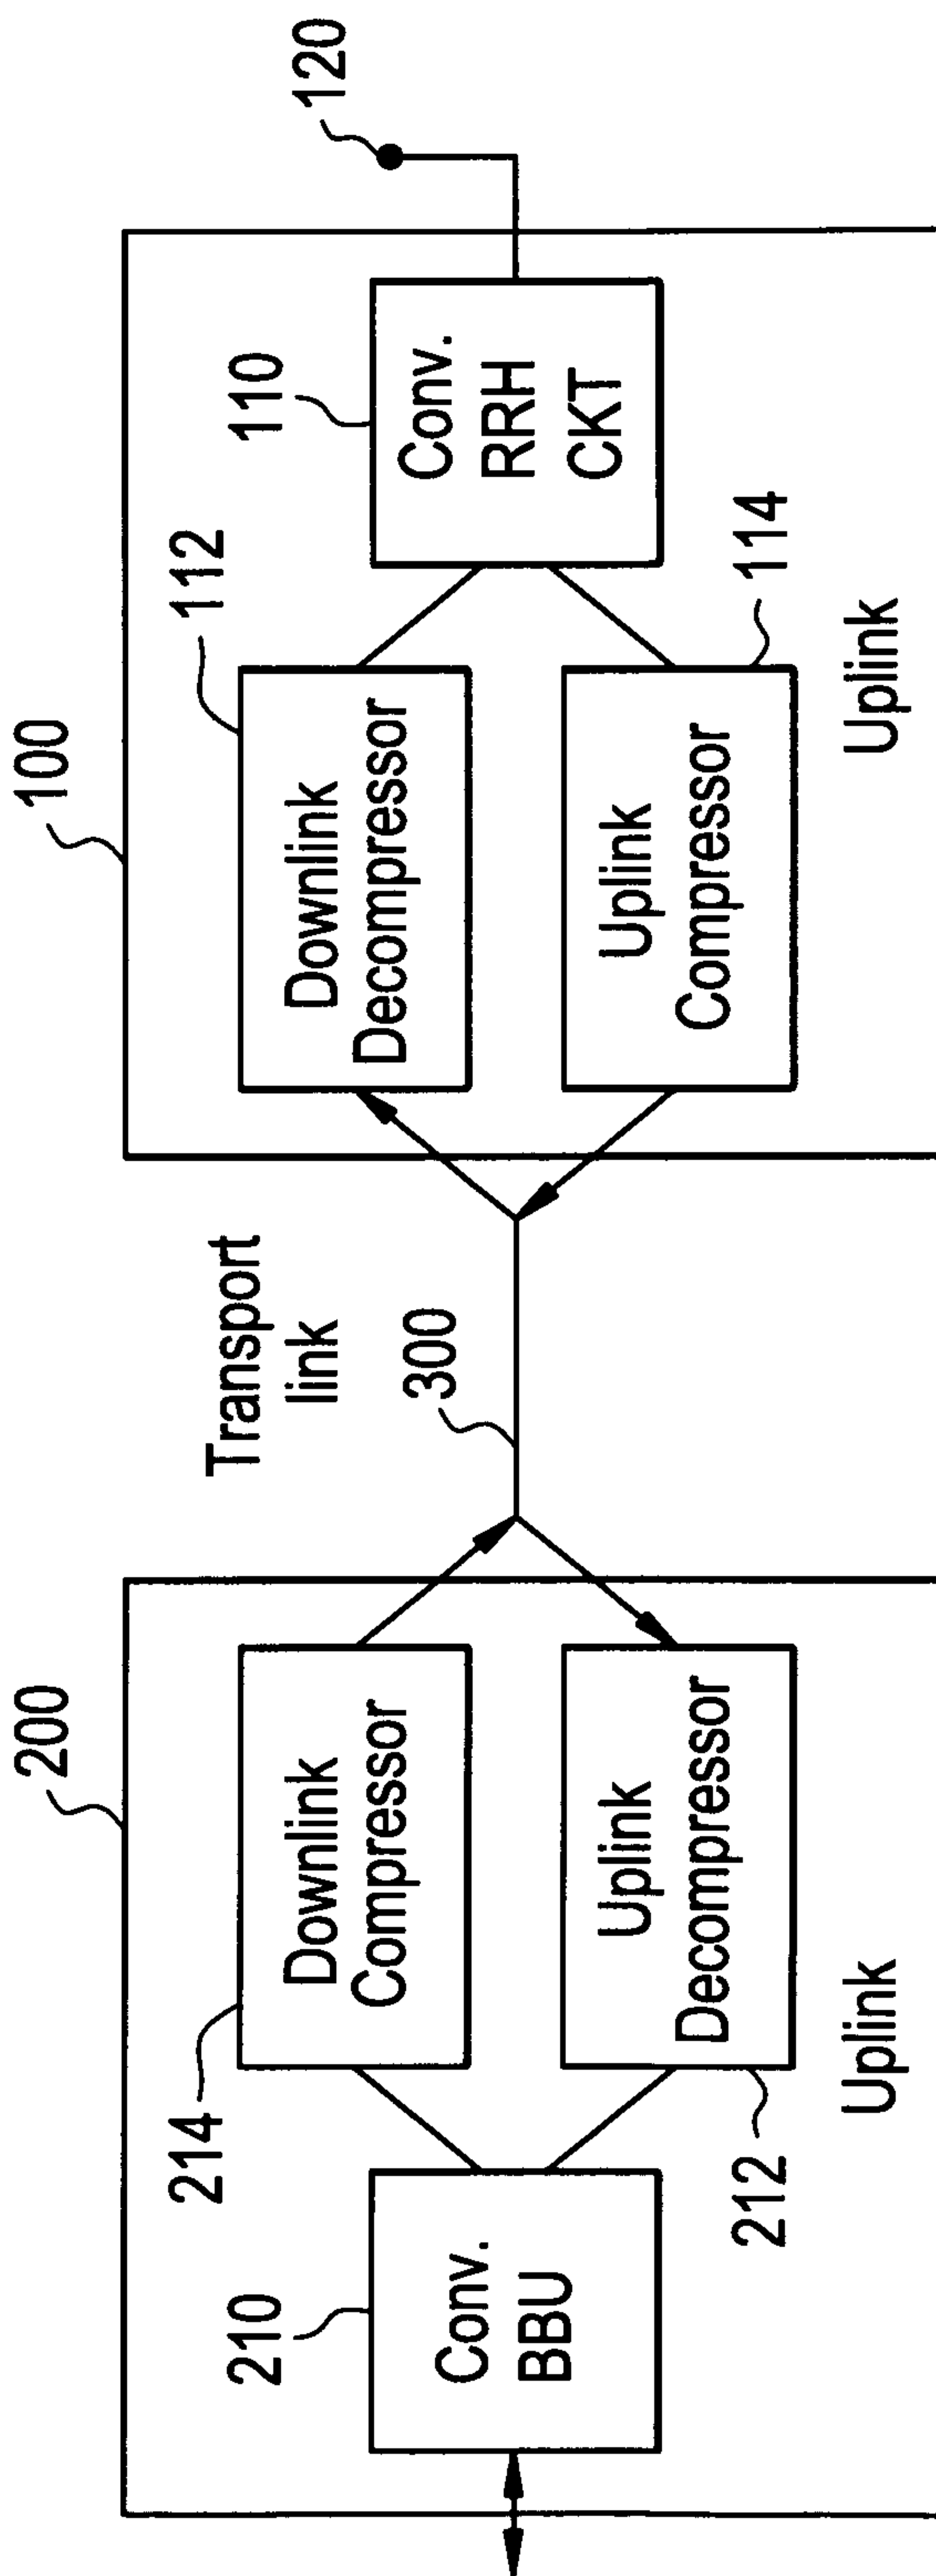 200
214
Downlink
Compressor
210
Conv.
BBU
Uplink
Decompressor
212
Uplink
Transport
link
300
100
112
Downlink
Decompressor
110
Conv.
RRH
CKT
120
Uplink
Compressor
114
Uplink